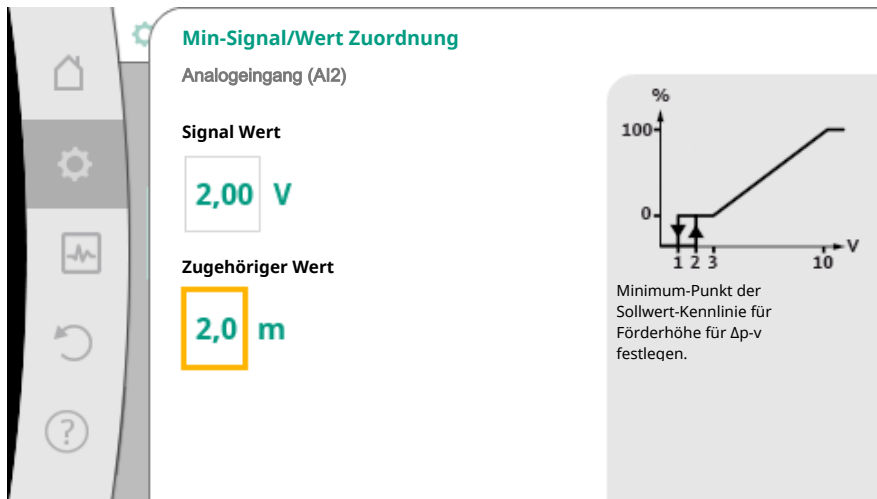 Min-Signal/Wert Zuordnung
Analogeingang (AI2)
Signal Wert
2,00 V
Zugehöriger Wert
2,0 m
%
100
0
1 2 3 10 V
Minimum-Punkt der
Sollwert-Kennlinie für
Förderhöhe für Δp-v
festlegen.
?